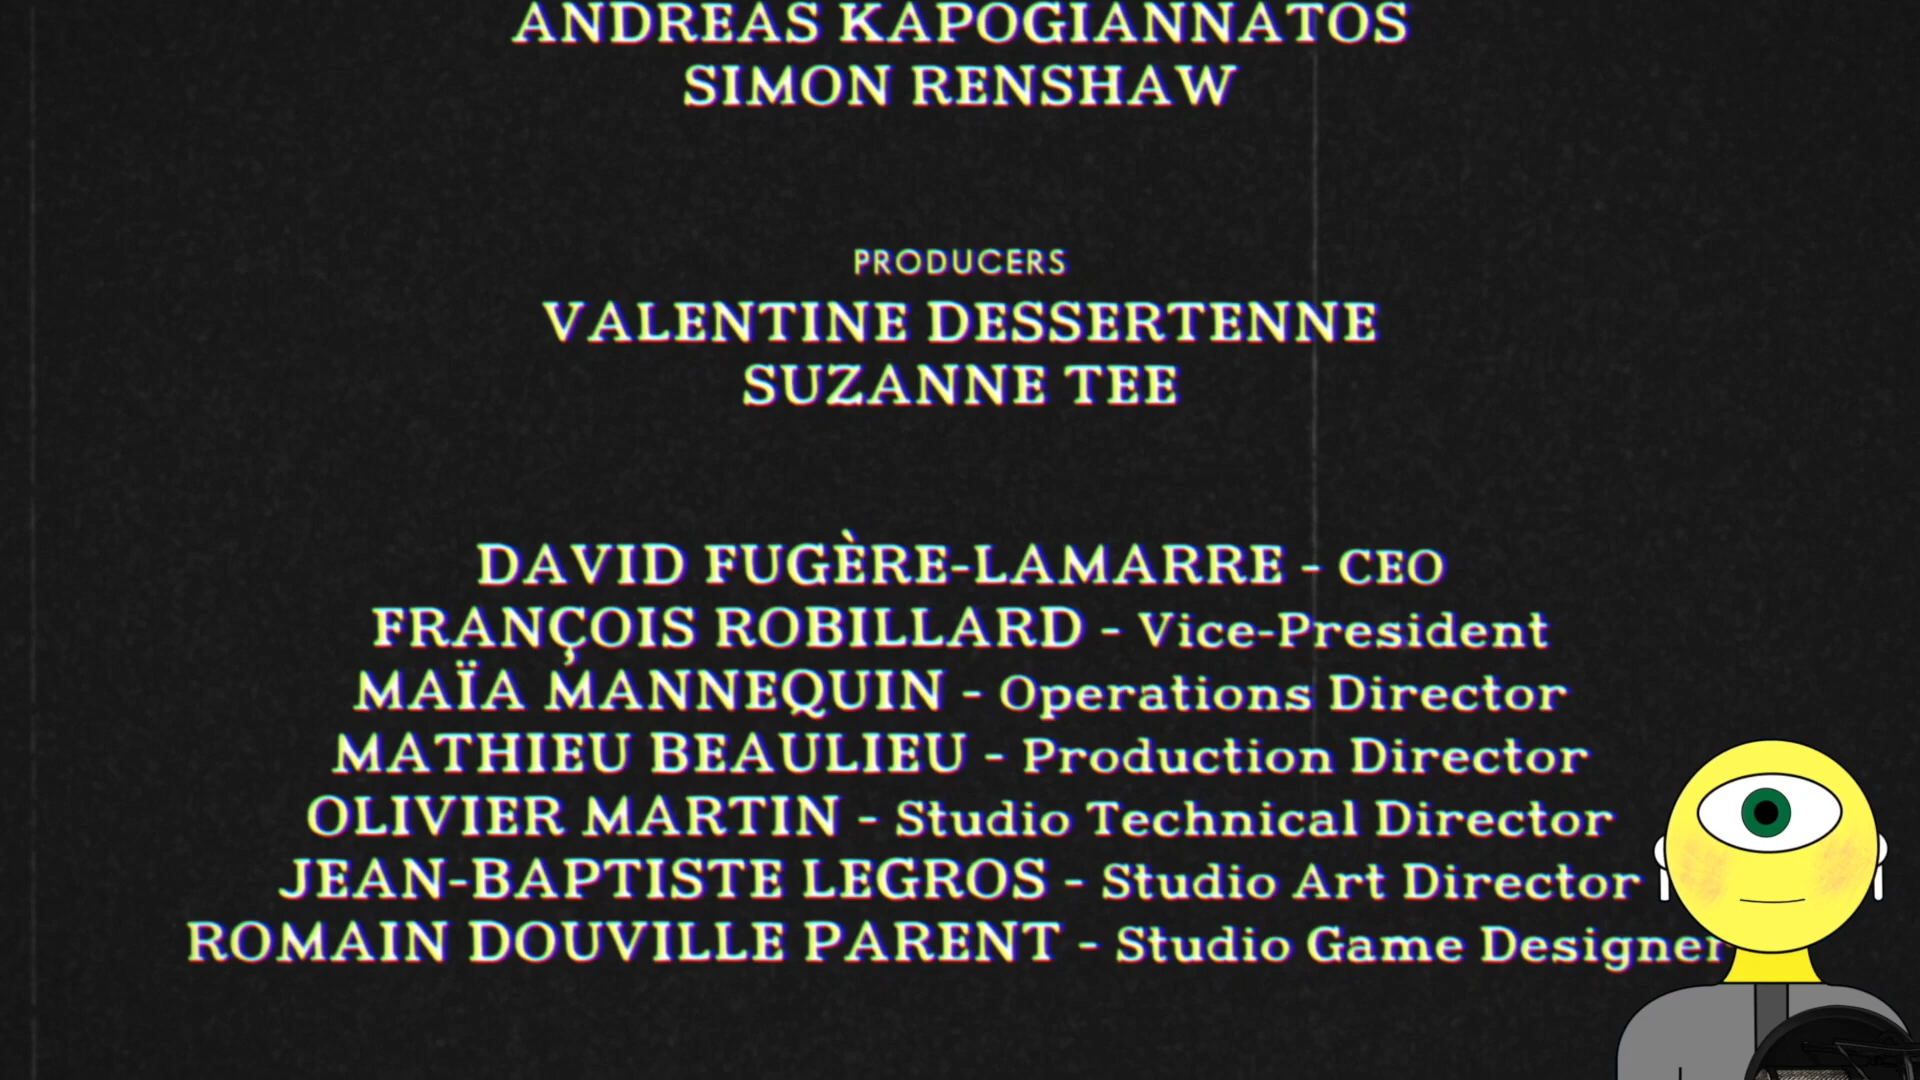 ANDREAS KAPOGIANNATOS
SIMON RENSHAW
PRODUCERS
VALENTINE DESSERTENNE
SUZANNE TEE
DAVID FUGÈRE-LAMARRE - CEO
FRANÇOIS ROBILLARD - Vice-President
MAÏA MANNEQUIN - Operations Director
MATHIEU BEAULIEU - Production Director
OLIVIER MARTIN - Studio Technical Director
JEAN-BAPTISTE LEGROS - Studio Art Director
ROMAIN DOUVILLE PARENT - Studio Game Designer